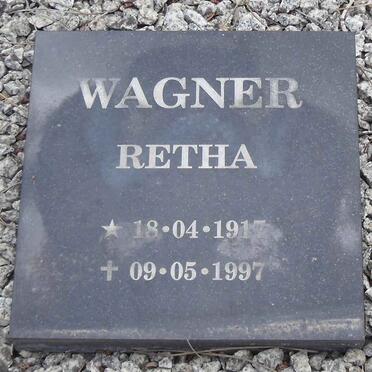 WAGNER
RETHA
★ 18•04•1917
✝ 09•05•1997